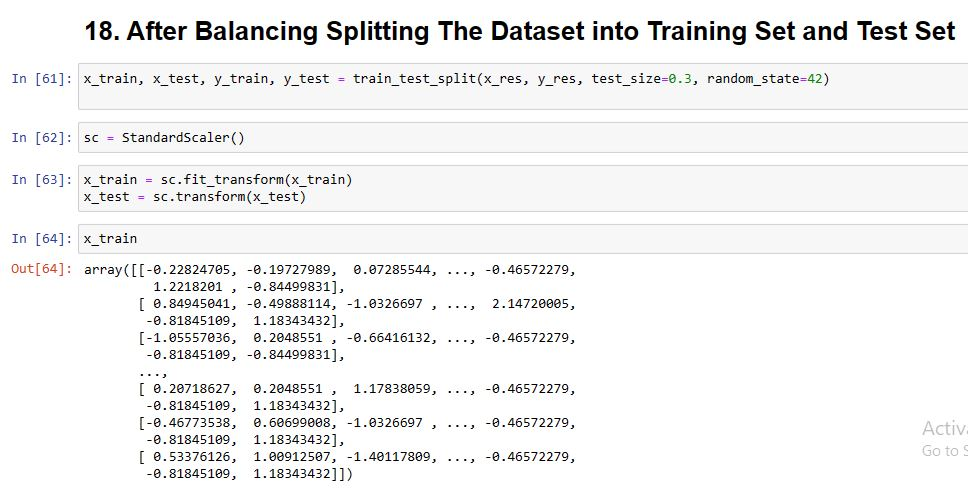 18. After Balancing Splitting The Dataset into Training Set and Test Set
In [61]: x_train, x_test, y_train, y_test = train_test_split(x_res, y_res, test_size=0.3, random_state=42)
In [62]: sc = StandardScaler()
In [63]: x_train = sc.fit_transform(x_train)
x_test = sc.transform(x_test)
In [64]: x_train
Out[64]: array([[-0.22824705, -0.19727989,  0.07285544, ..., -0.46572279,
1.2218201 , -0.84499831],
[ 0.84945041, -0.49888114, -1.0326697 , ...,  2.14720005,
-0.81845109,  1.18343432],
[-1.05557036,  0.2048551 , -0.66416132, ..., -0.46572279,
-0.81845109, -0.84499831],
...,
[ 0.20718627,  0.2048551 ,  1.17838059, ..., -0.46572279,
-0.81845109,  1.18343432],
[-0.46773538,  0.60699008, -1.0326697 , ..., -0.46572279,
-0.81845109,  1.18343432],
[ 0.53376126,  1.00912507, -1.40117809, ..., -0.46572279,
-0.81845109,  1.18343432]])
Activ
Go to S